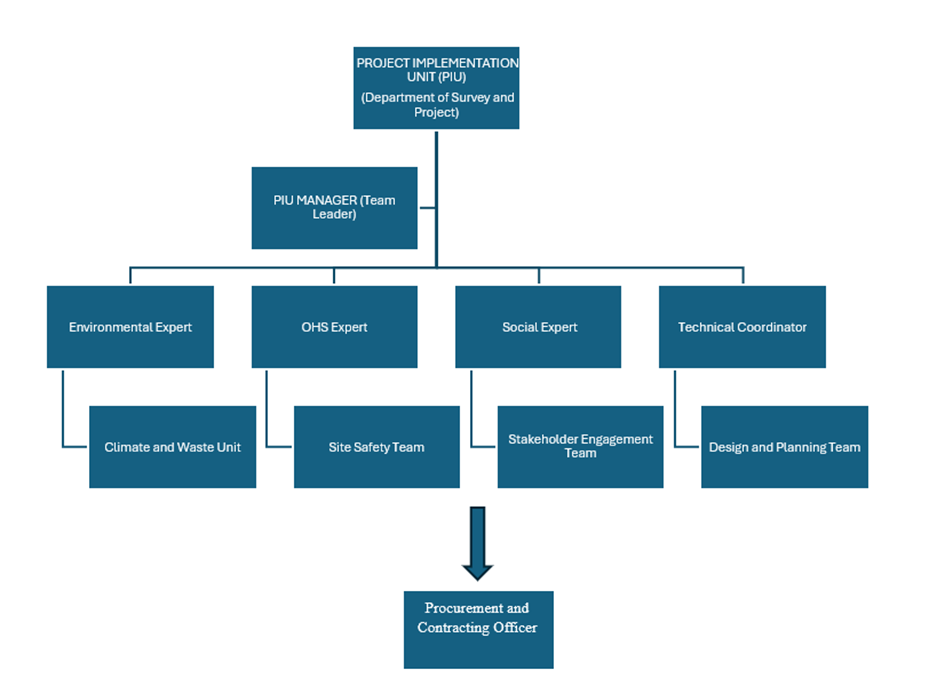 PROJECT IMPLEMENTATION
UNIT (PIU)
(Department of Survey and
Project)
PIU MANAGER (Team
Leader)
Environmental Expert
OHS Expert
Social Expert
Technical Coordinator
Climate and Waste Unit
Site Safety Team
Stakeholder Engagement
Team
Design and Planning Team
Procurement and
Contracting Officer